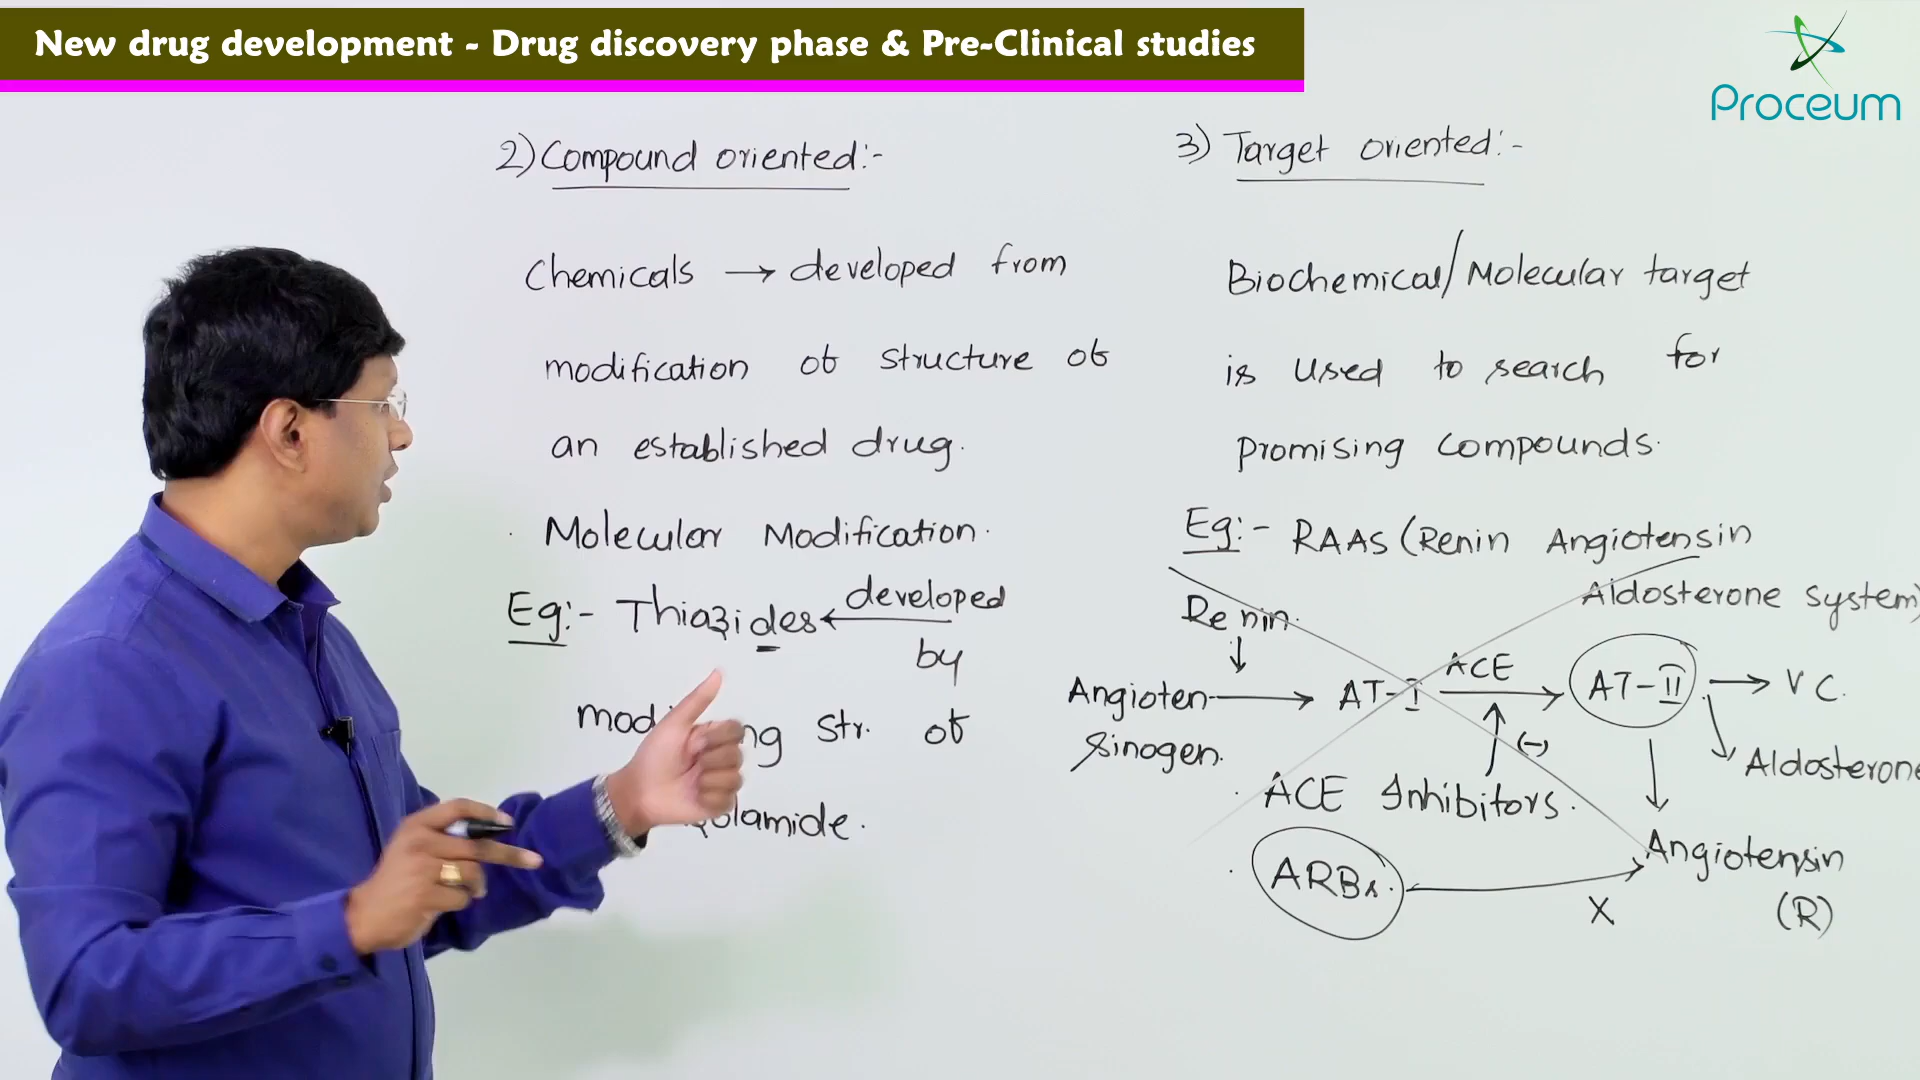 New drug development - Drug discovery phase & Pre-Clinical studies
Proceum
2) Compound oriented:-
Chemicals → developed from
modification of structure of
an established drug.
. Molecular Modification.
Eg:- Thiazides ← developed
by
Str. of
3) Target oriented:-
Biochemical/Molecular target
is used to search for
promising compounds.
Eg:- RAAS (Renin Angiotensin
Aldosterone system)
Renin.
↓
Angioten → AT-I ACE → AT-II → VC.
sinogen.
(-)
Aldosterone
. ACE Inhibitors.
. ARBs.
X
Angiotensin
(R)